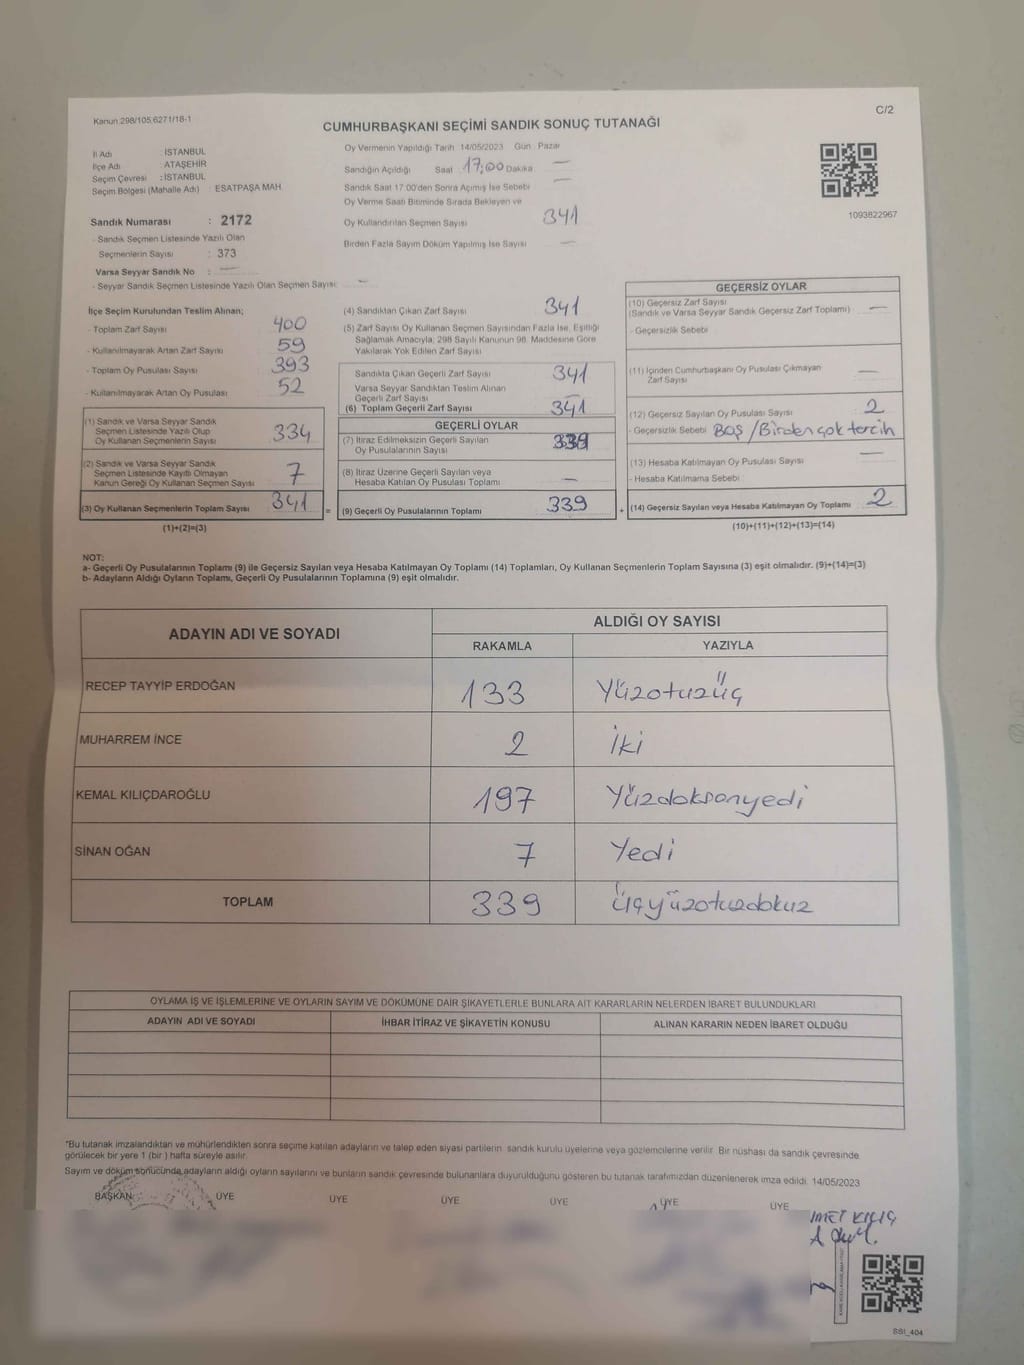 Kanun:298/105,6271/18-1
C/2
CUMHURBAŞKANI SEÇİMİ SANDIK SONUÇ TUTANAĞI
İl Adı : İSTANBUL
İlçe Adı : ATAŞEHİR
Seçim Çevresi : İSTANBUL
Seçim Bölgesi (Mahalle Adı) : ESATPAŞA MAH.
Sandık Numarası : 2172
- Sandık Seçmen Listesinde Yazılı Olan
Seçmenlerin Sayısı : 373
Varsa Seyyar Sandık No : —
- Seyyar Sandık Seçmen Listesinde Yazılı Olan Seçmen Sayısı: —
Oy Vermenin Yapıldığı Tarih 14/05/2023 Gün Pazar
Sandığın Açıldığı Saat 17,00 Dakika —
Sandık Saat 17.00'den Sonra Açılmış İse Sebebi —
Oy Verme Saati Bitiminde Sırada Bekleyen ve
Oy Kullandırılan Seçmen Sayısı 341
Birden Fazla Sayım Döküm Yapılmış İse Sayısı —
1093822967
İlçe Seçim Kurulundan Teslim Alınan;
- Toplam Zarf Sayısı 400
- Kullanılmayarak Artan Zarf Sayısı 59
- Toplam Oy Pusulası Sayısı 393
- Kullanılmayarak Artan Oy Pusulası 52
(1) Sandık ve Varsa Seyyar Sandık
Seçmen Listesinde Yazılı Olup
Oy Kullanan Seçmenlerin Sayısı 334
(2) Sandık ve Varsa Seyyar Sandık
Seçmen Listesinde Kayıtlı Olmayan
Kanun Gereği Oy Kullanan Seçmen Sayısı 7
(3) Oy Kullanan Seçmenlerin Toplam Sayısı 341
(1)+(2)=(3)
=
(4) Sandıktan Çıkan Zarf Sayısı 341
(5) Zarf Sayısı Oy Kullanan Seçmen Sayısından Fazla İse, Eşitliği
Sağlamak Amacıyla; 298 Sayılı Kanunun 98. Maddesine Göre
Yakılarak Yok Edilen Zarf Sayısı
Sandıkta Çıkan Geçerli Zarf Sayısı 341
Varsa Seyyar Sandıktan Teslim Alınan
Geçerli Zarf Sayısı —
(6) Toplam Geçerli Zarf Sayısı 341
GEÇERLİ OYLAR
(7) İtiraz Edilmeksizin Geçerli Sayılan
Oy Pusulalarının Sayısı 339
(8) İtiraz Üzerine Geçerli Sayılan veya
Hesaba Katılan Oy Pusulası Toplamı —
(9) Geçerli Oy Pusulalarının Toplamı 339
+
GEÇERSİZ OYLAR
(10) Geçersiz Zarf Sayısı
(Sandık ve Varsa Seyyar Sandık Geçersiz Zarf Toplamı) —
- Geçersizlik Sebebi
(11) İçinden Cumhurbaşkanı Oy Pusulası Çıkmayan
Zarf Sayısı —
(12) Geçersiz Sayılan Oy Pusulası Sayısı 2
- Geçersizlik Sebebi BOŞ / Birden çok tercih
(13) Hesaba Katılmayan Oy Pusulası Sayısı —
- Hesaba Katılmama Sebebi
(14) Geçersiz Sayılan veya Hesaba Katılmayan Oy Toplamı 2
(10)+(11)+(12)+(13)=(14)
NOT:
a- Geçerli Oy Pusulalarının Toplamı (9) ile Geçersiz Sayılan veya Hesaba Katılmayan Oy Toplamı (14) Toplamları, Oy Kullanan Seçmenlerin Toplam Sayısına (3) eşit olmalıdır. (9)+(14)=(3)
b- Adayların Aldığı Oyların Toplamı, Geçerli Oy Pusulalarının Toplamına (9) eşit olmalıdır.
ADAYIN ADI VE SOYADI
ALDIĞI OY SAYISI
RAKAMLA YAZIYLA
RECEP TAYYİP ERDOĞAN 133 Yüzotuzüç
MUHARREM İNCE 2 İki
KEMAL KILIÇDAROĞLU 197 Yüzdoksanyedi
SİNAN OĞAN 7 Yedi
TOPLAM 339 Üçyüzotuzdokuz
OYLAMA İŞ VE İŞLEMLERİNE VE OYLARIN SAYIM VE DÖKÜMÜNE DAİR ŞİKAYETLERLE BUNLARA AİT KARARLARIN NELERDEN İBARET BULUNDUKLARI
ADAYIN ADI VE SOYADI İHBAR İTİRAZ VE ŞİKAYETİN KONUSU ALINAN KARARIN NEDEN İBARET OLDUĞU
"Bu tutanak imzalandıktan ve mühürlendikten sonra seçime katılan adayların ve talep eden siyasi partilerin sandık kurulu üyelerine veya gözlemcilerine verilir. Bir nüshası da sandık çevresinde
görülecek bir yere 1 (bir) hafta süreyle asılır.
Sayım ve döküm sonucunda adayların aldığı oyların sayılarını ve bunların sandık çevresinde bulunanlara duyurulduğunu gösteren bu tutanak tarafımızdan düzenlenerek imza edildi. 14/05/2023
BAŞKAN ÜYE ÜYE ÜYE ÜYE ÜYE ÜYE
KILIÇ
SSI_404